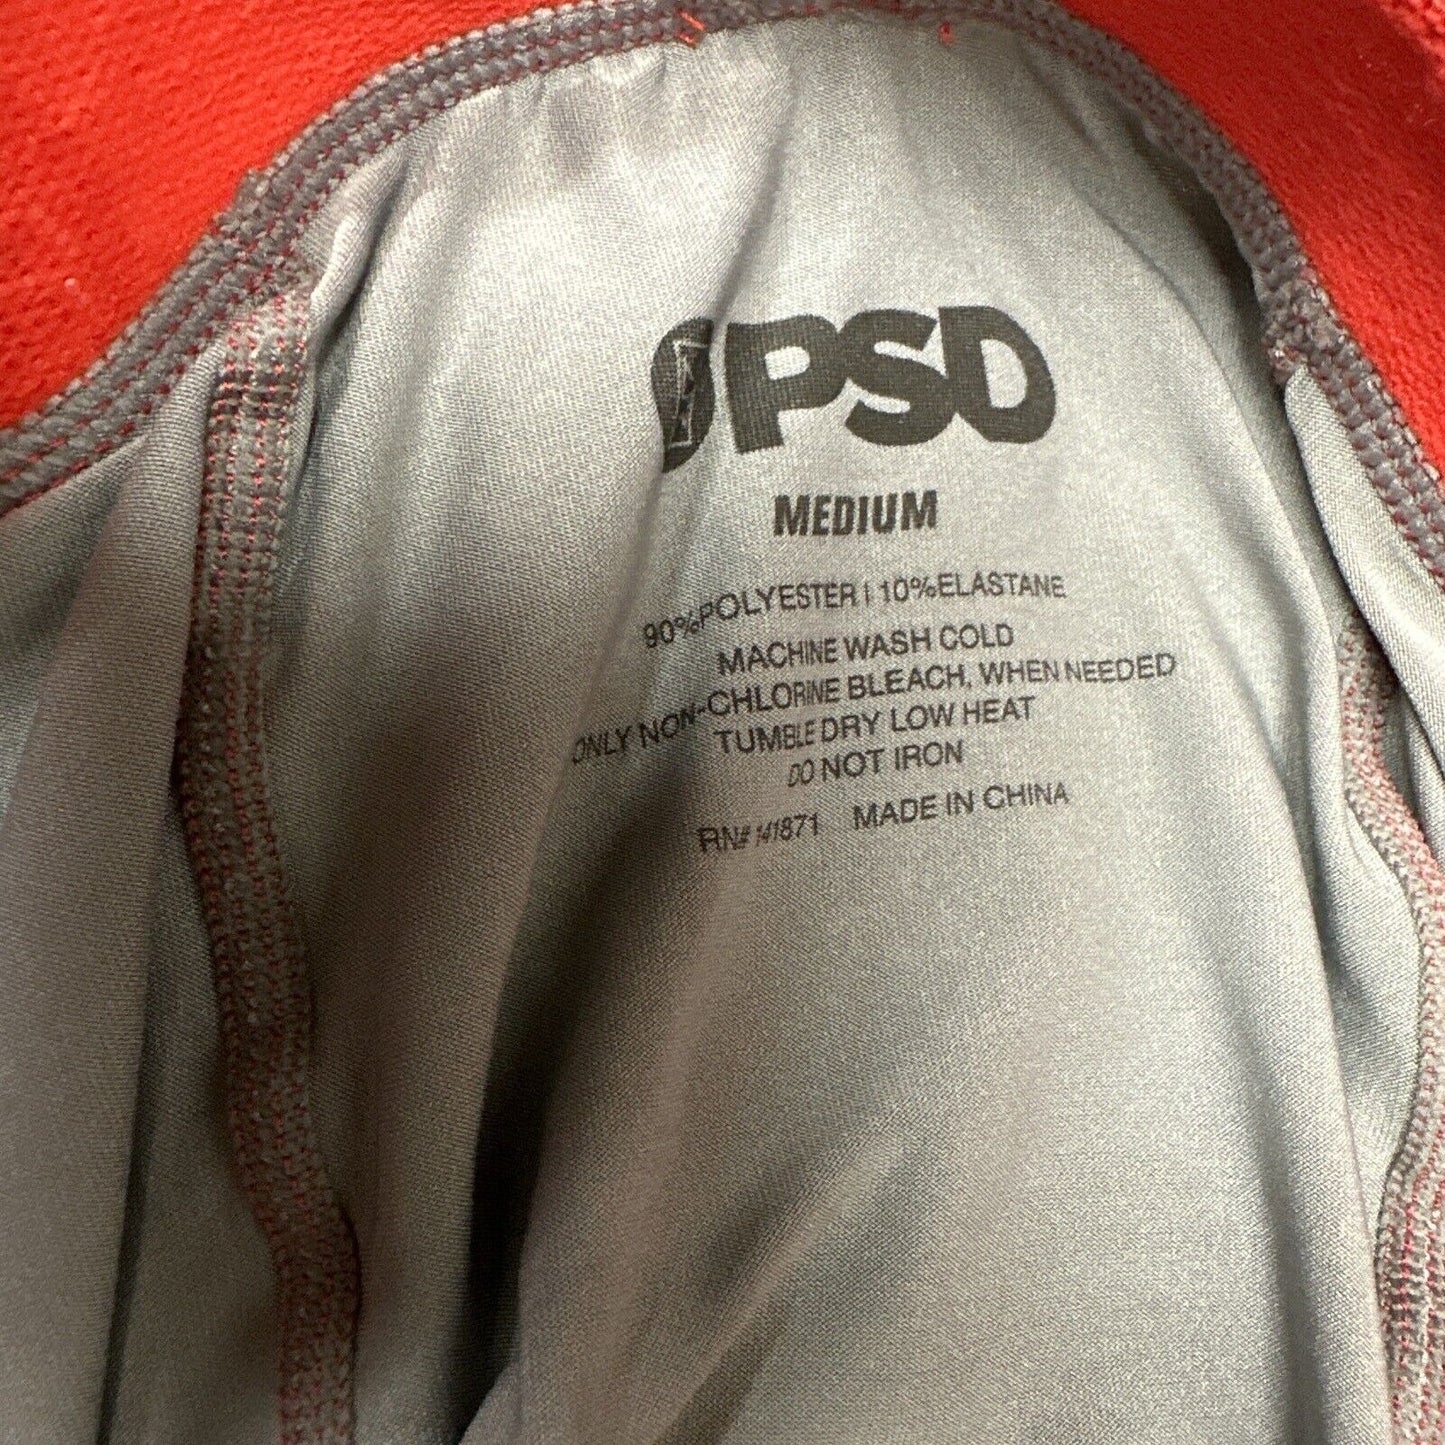 PSD
MEDIUM
90%POLYESTER | 10%ELASTANE
MACHINE WASH COLD
ONLY NON-CHLORINE BLEACH, WHEN NEEDED
TUMBLE DRY LOW HEAT
DO NOT IRON
RN# 141871 MADE IN CHINA